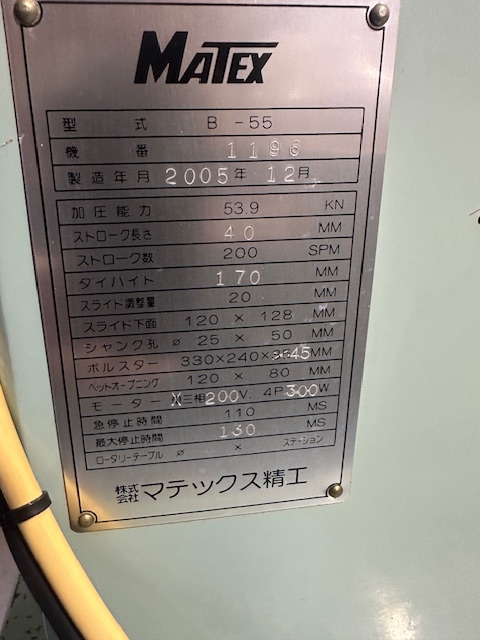 MATEX
型式 B-55
機番 1196
製造年月 2005年 12月
加圧能力 53.9 KN
ストローク長さ 40 MM
ストローク数 200 SPM
ダイハイト 170 MM
スライド調整量 20 MM
スライド下面 120 × 128 MM
シャンク孔 ø 25 × 50 MM
ボルスター 330×240×45MM
ベットオープニング 120 × 80 MM
モーター 三相200V. 4P300W
急停止時間 110 MS
最大停止時間 130 MS
ロータリーテーブル ø × ステーション
株式会社 マテックス精工